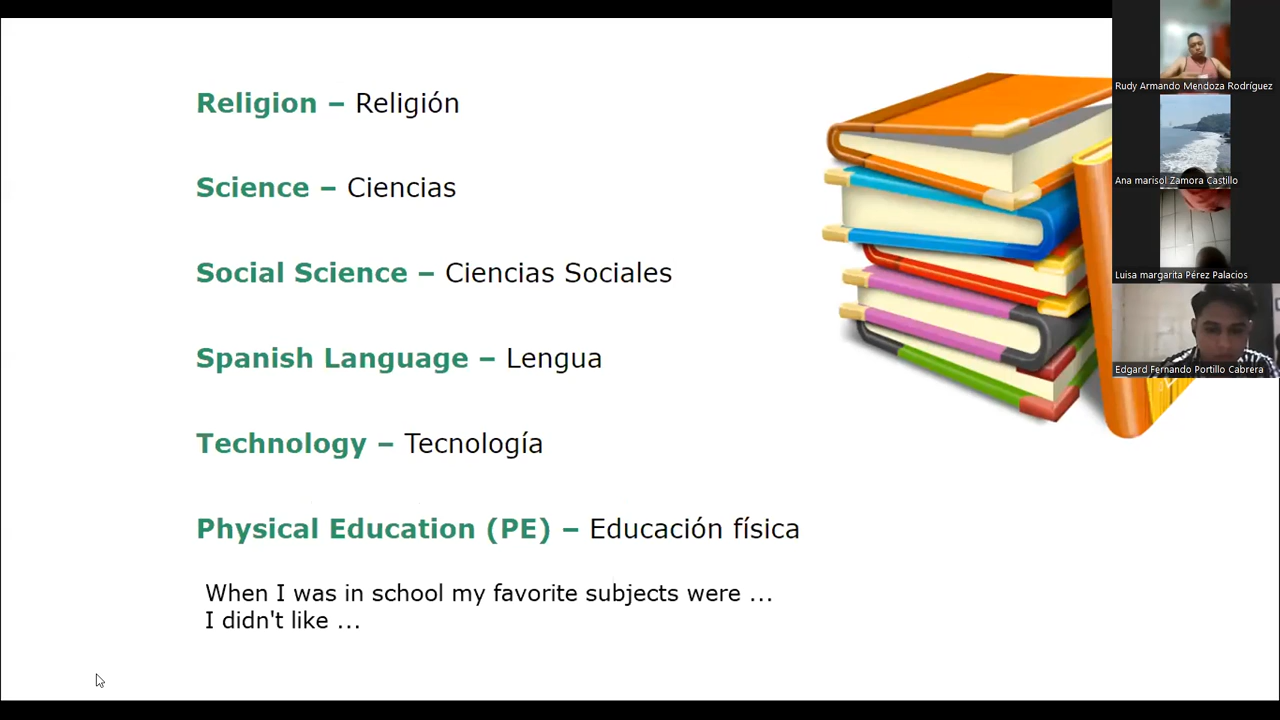 Religion – Religión
Science – Ciencias
Social Science – Ciencias Sociales
Spanish Language – Lengua
Technology – Tecnología
Physical Education (PE) – Educación física
When I was in school my favorite subjects were ...
I didn't like ...
Rudy Armando Mendoza Rodríguez
Ana marisol Zamora Castillo
Luisa margarita Pérez Palacios
Edgard Fernando Portillo Cabrera